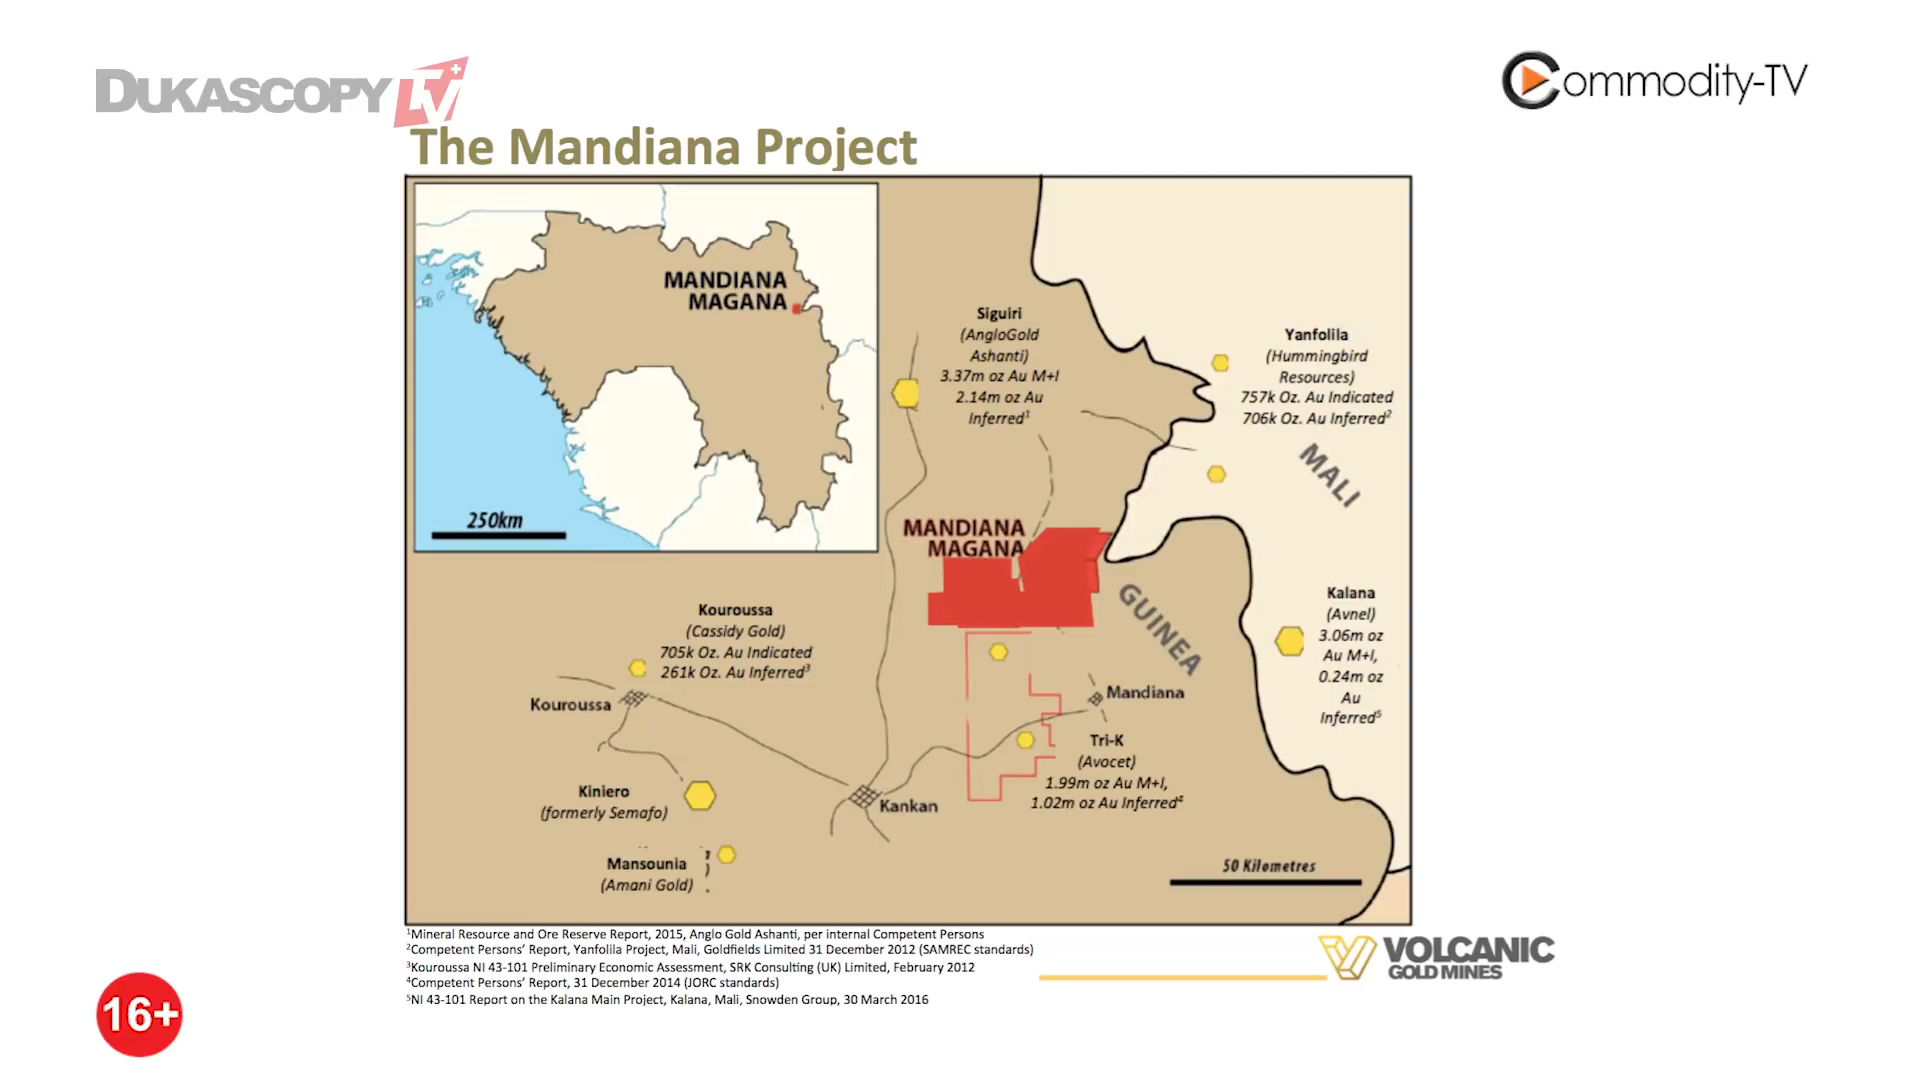 DUKASCOPY TV
Commodity-TV
The Mandiana Project
MANDIANA
MAGANA
250km
Siguiri
(AngloGold
Ashanti)
3.37m oz Au M+I
2.14m oz Au
Inferred¹
Yanfolila
(Hummingbird
Resources)
757k Oz. Au Indicated
706k Oz. Au Inferred²
MALI
MANDIANA
MAGANA
GUINEA
Kalana
(Avnel)
3.06m oz
Au M+I,
0.24m oz
Au
Inferred⁵
Kouroussa
(Cassidy Gold)
705k Oz. Au Indicated
261k Oz. Au Inferred³
Kouroussa
Mandiana
Tri-K
(Avocet)
1.99m oz Au M+I,
1.02m oz Au Inferred⁴
Kiniero
(formerly Semafo)
Kankan
Mansounia
(Amani Gold)
50 Kilometres
¹Mineral Resource and Ore Reserve Report, 2015, Anglo Gold Ashanti, per internal Competent Persons
²Competent Persons' Report, Yanfolila Project, Mali, Goldfields Limited 31 December 2012 (SAMREC standards)
³Kouroussa NI 43-101 Preliminary Economic Assessment, SRK Consulting (UK) Limited, February 2012
⁴Competent Persons' Report, 31 December 2014 (JORC standards)
⁵NI 43-101 Report on the Kalana Main Project, Kalana, Mali, Snowden Group, 30 March 2016
VOLCANIC
GOLD MINES
16+